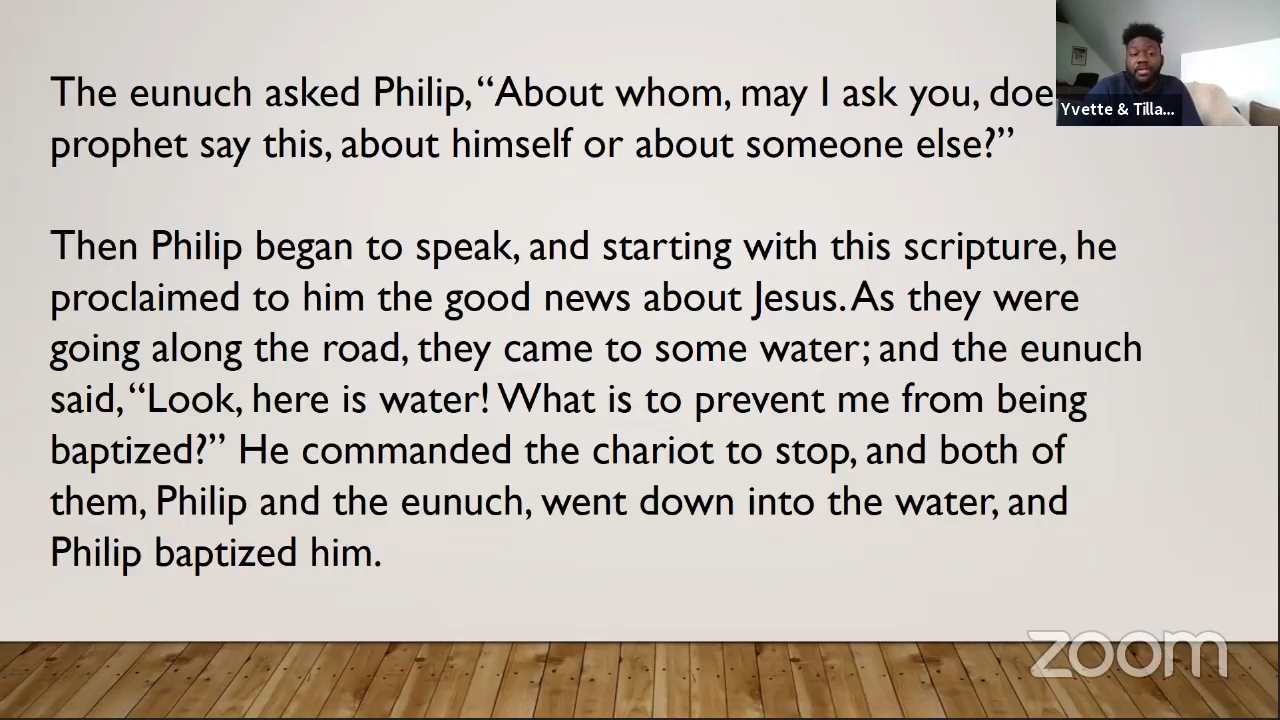 The eunuch asked Philip, “About whom, may I ask you, doe
prophet say this, about himself or about someone else?”
Then Philip began to speak, and starting with this scripture, he
proclaimed to him the good news about Jesus. As they were
going along the road, they came to some water; and the eunuch
said, “Look, here is water! What is to prevent me from being
baptized?” He commanded the chariot to stop, and both of
them, Philip and the eunuch, went down into the water, and
Philip baptized him.
Yvette & Tilla...
zoom